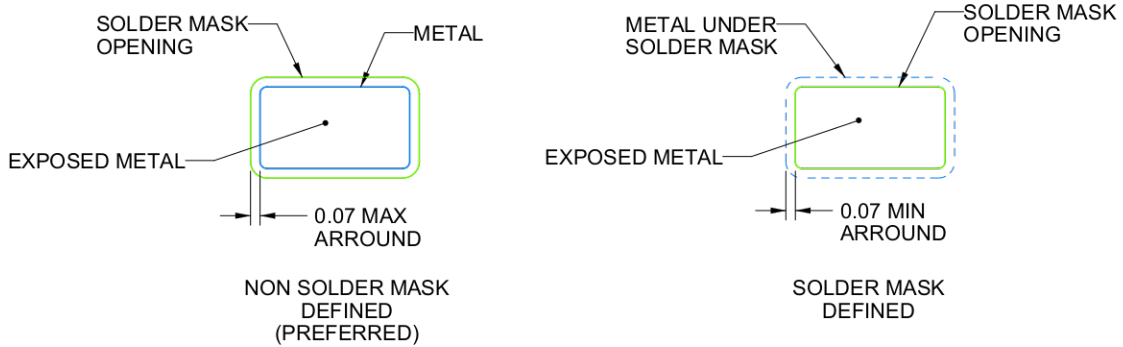 SOLDER MASK
OPENING
METAL
EXPOSED METAL
0.07 MAX
ARROUND
NON SOLDER MASK
DEFINED
(PREFERRED)
METAL UNDER
SOLDER MASK
SOLDER MASK
OPENING
EXPOSED METAL
0.07 MIN
ARROUND
SOLDER MASK
DEFINED